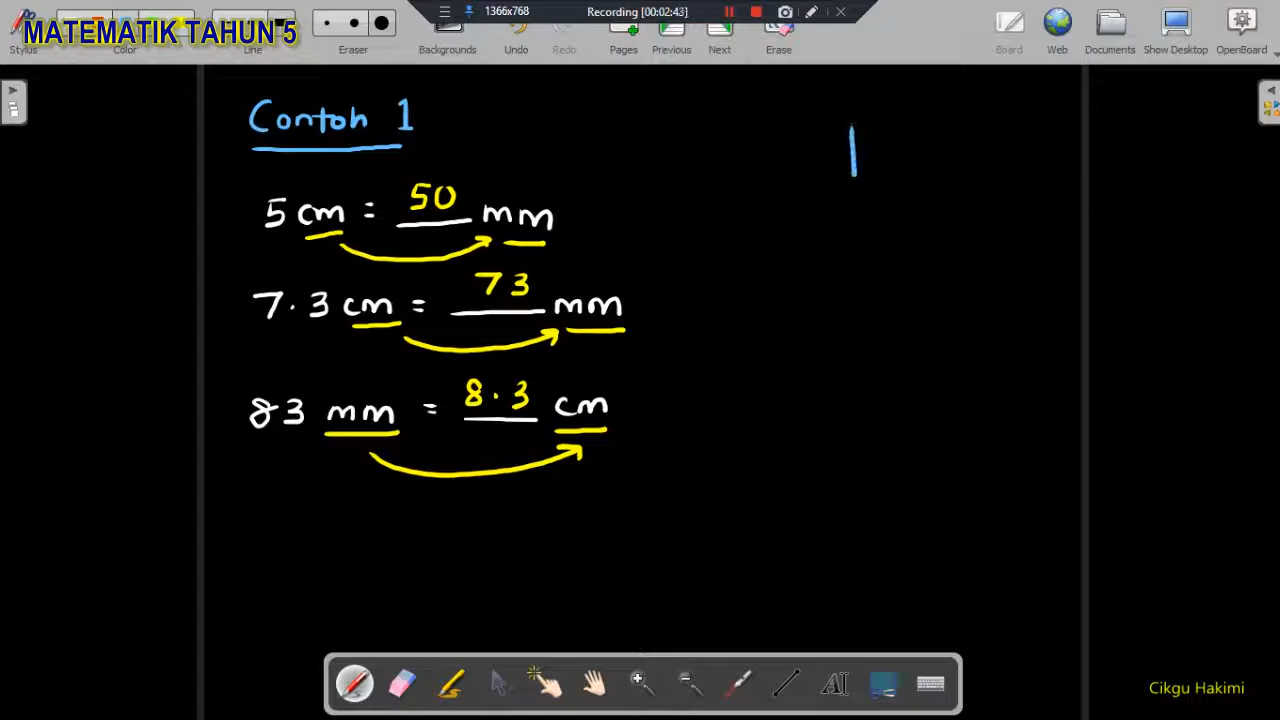 1366x768
Recording [00:02:43]
MATEMATIK TAHUN 5
Stylus Color Line Eraser Backgrounds Undo Redo Pages Previous Next Erase Board Web Documents Show Desktop OpenBoard
Contoh 1
5 cm = 50 mm
7.3 cm = 73 mm
83 mm = 8.3 cm
AI
Cikgu Hakimi